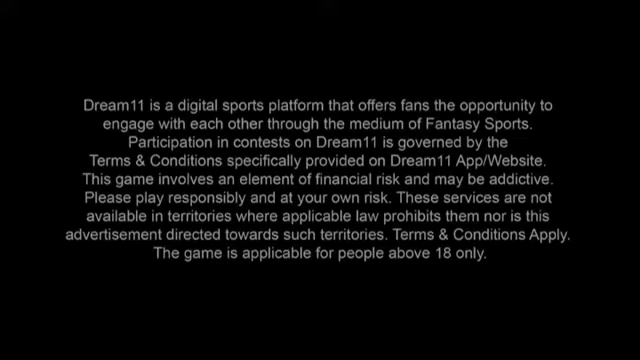 Dream11 is a digital sports platform that offers fans the opportunity to
engage with each other through the medium of Fantasy Sports.
Participation in contests on Dream11 is governed by the
Terms & Conditions specifically provided on Dream11 App/Website.
This game involves an element of financial risk and may be addictive.
Please play responsibly and at your own risk. These services are not
available in territories where applicable law prohibits them nor is this
advertisement directed towards such territories. Terms & Conditions Apply.
The game is applicable for people above 18 only.